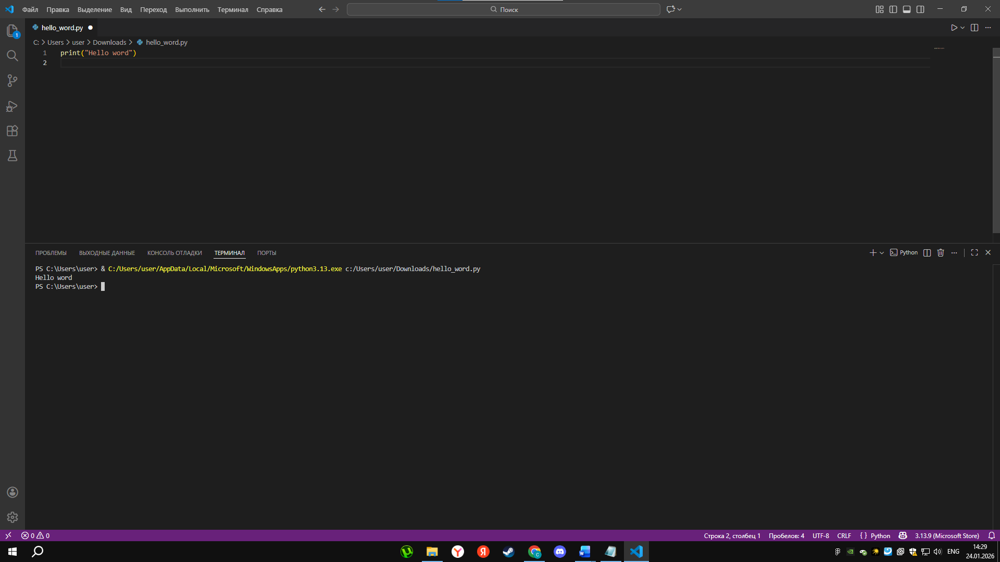 Файл Правка Выделение Вид Переход Выполнить Терминал Справка Поиск
1
hello_word.py
C: > Users > user > Downloads > hello_word.py
1 print("Hello word")
2
ПРОБЛЕМЫ ВЫХОДНЫЕ ДАННЫЕ КОНСОЛЬ ОТЛАДКИ ТЕРМИНАЛ ПОРТЫ Python
PS C:\Users\user> & C:/Users/user/AppData/Local/Microsoft/WindowsApps/python3.13.exe c:/Users/user/Downloads/hello_word.py
Hello word
PS C:\Users\user>
0 0 Строка 2, столбец 1 Пробелов: 4 UTF-8 CRLF { } Python 3.13.9 (Microsoft Store)
ENG 14:29
24.01.2026